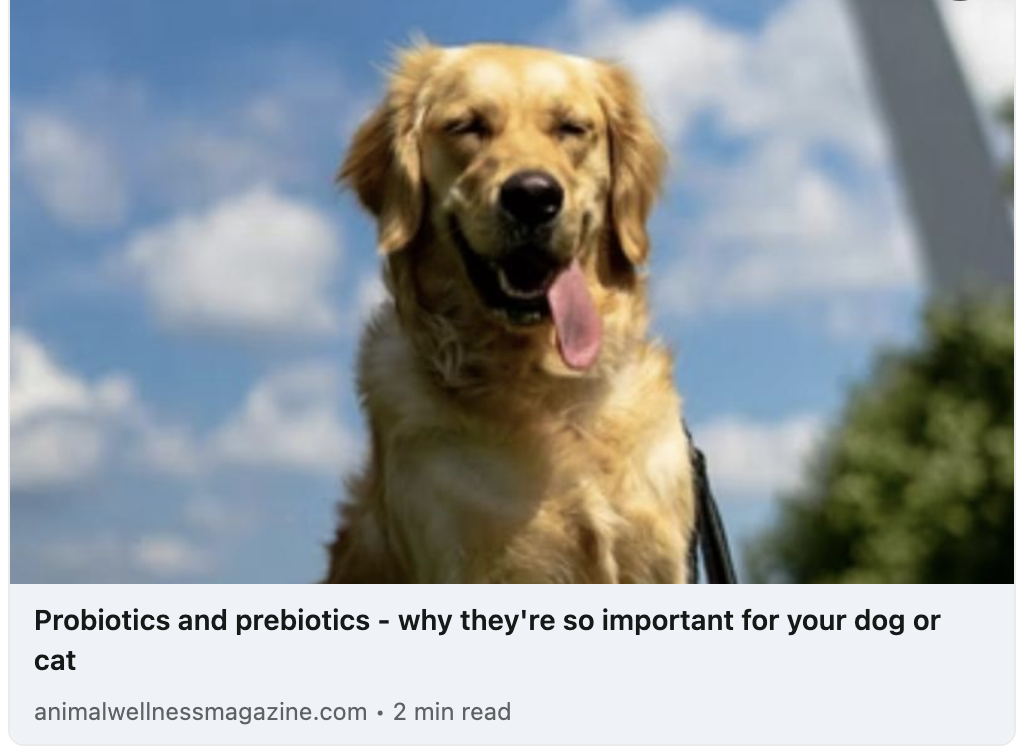 Probiotics and prebiotics - why they're so important for your dog or
cat
animalwellnessmagazine.com • 2 min read